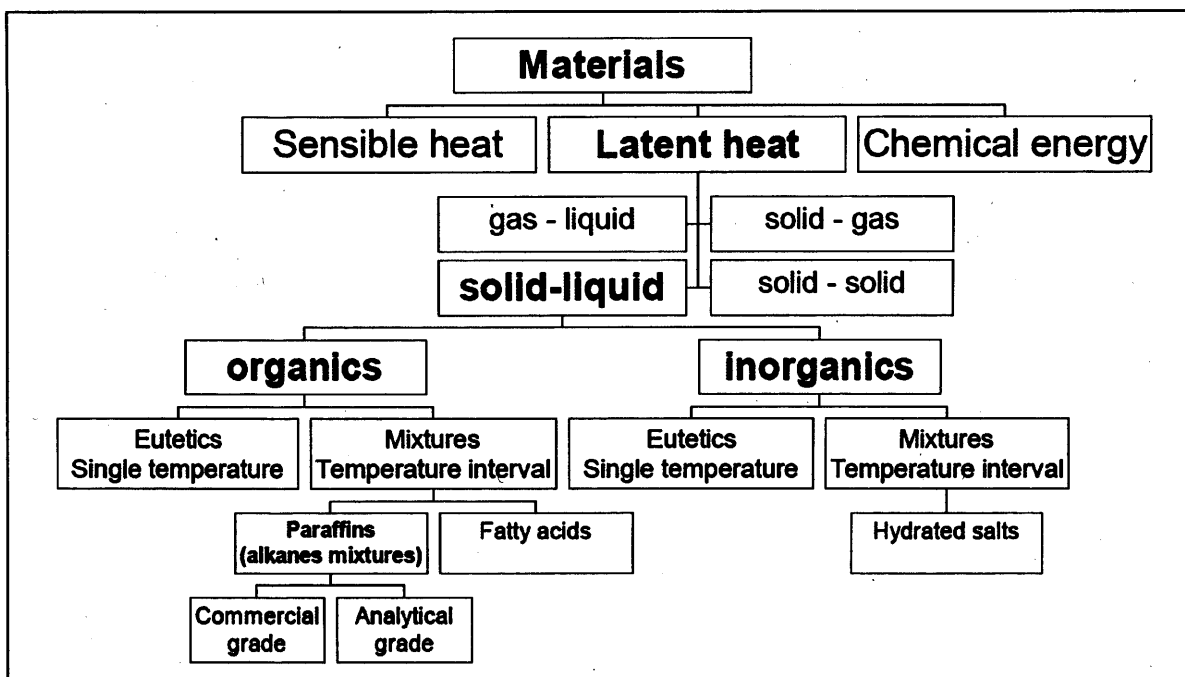 Materials
Sensible heat
Latent heat
Chemical energy
gas - liquid
solid - gas
solid-liquid
solid - solid
organics
inorganics
Eutetics
Single temperature
Mixtures
Temperature interval
Eutetics
Single temperature
Mixtures
Temperature interval
Paraffins
(alkanes mixtures)
Fatty acids
Hydrated salts
Commercial
grade
Analytical
grade